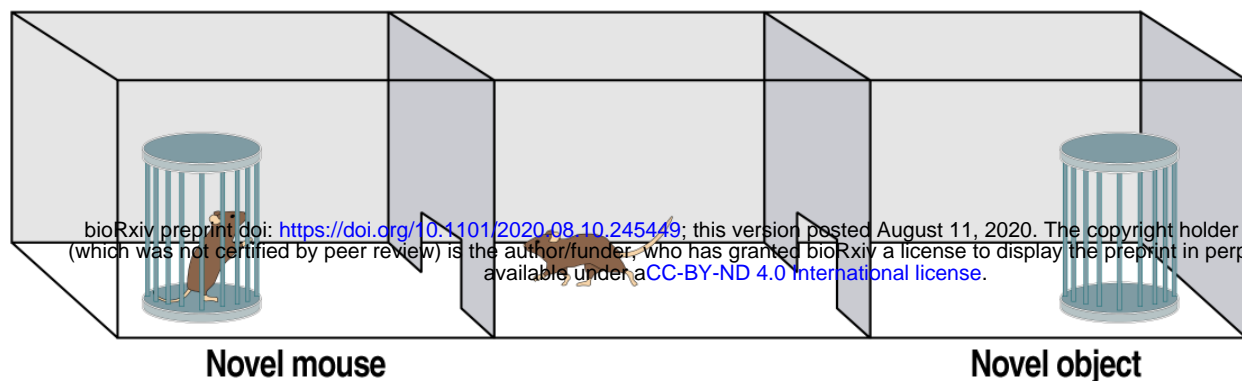 bioRxiv preprint doi: https://doi.org/10.1101/2020.08.10.245449; this version posted August 11, 2020. The copyright holder
(which was not certified by peer review) is the author/funder, who has granted bioRxiv a license to display the preprint in
available under aCC-BY-ND 4.0 International license.
Novel mouse Novel object